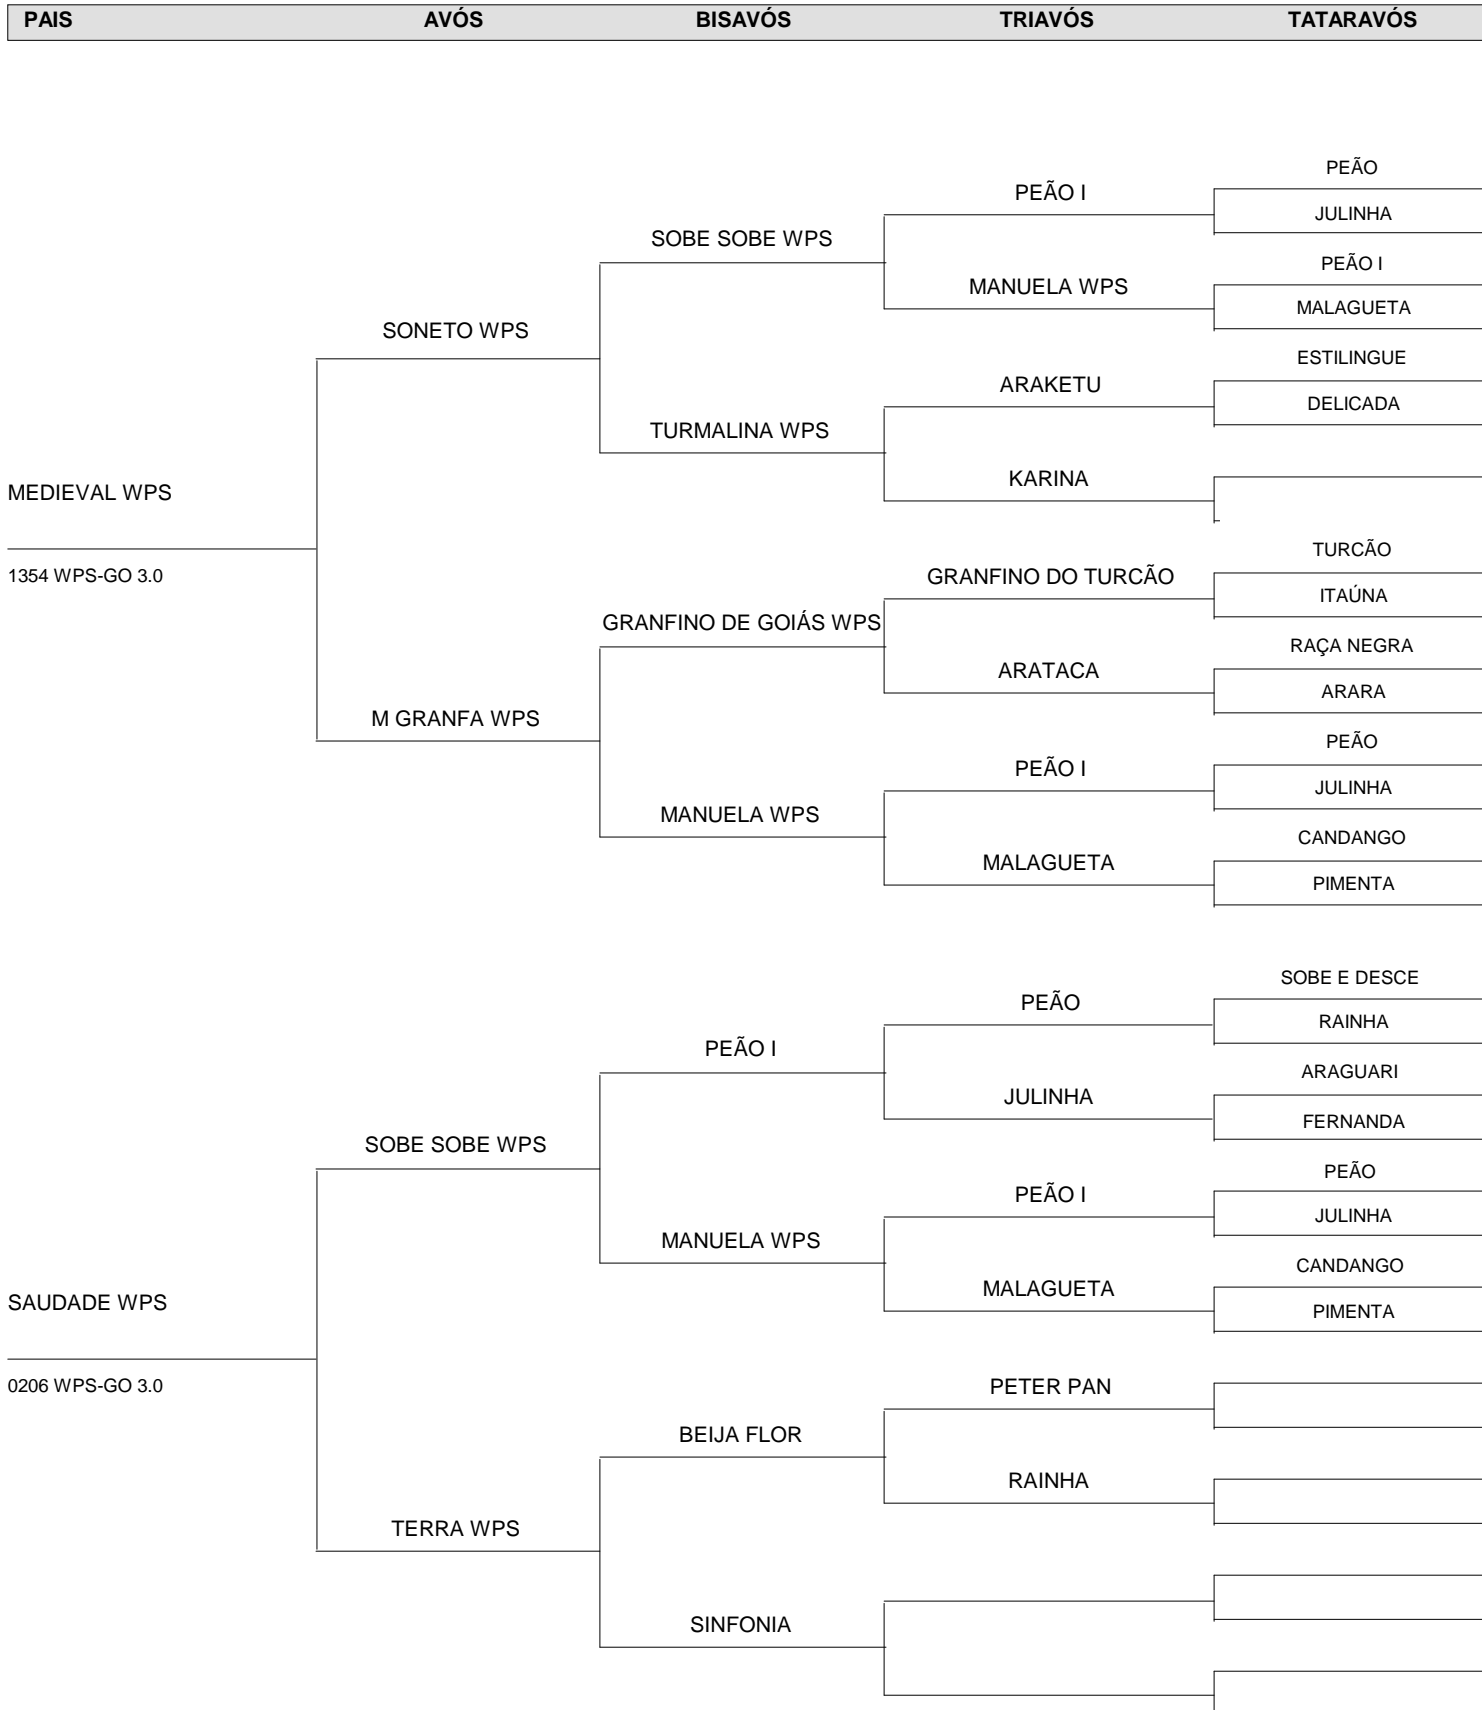 PAIS AVÓS BISAVÓS TRIAVÓS TATARAVÓS
PEÃO
PEÃO I
JULINHA
SOBE SOBE WPS
PEÃO I
MANUELA WPS
MALAGUETA
SONETO WPS
ESTILINGUE
ARAKETU
DELICADA
TURMALINA WPS
KARINA
MEDIEVAL WPS
TURCÃO
1354 WPS-GO 3.0
GRANFINO DO TURCÃO
ITAÚNA
GRANFINO DE GOIÁS WPS
RAÇA NEGRA
ARATACA
ARARA
M GRANFA WPS
PEÃO
PEÃO I
JULINHA
MANUELA WPS
CANDANGO
MALAGUETA
PIMENTA
SOBE E DESCE
PEÃO
RAINHA
PEÃO I
ARAGUARI
JULINHA
FERNANDA
SOBE SOBE WPS
PEÃO
PEÃO I
JULINHA
MANUELA WPS
CANDANGO
MALAGUETA
SAUDADE WPS
PIMENTA
0206 WPS-GO 3.0
PETER PAN
BEIJA FLOR
RAINHA
TERRA WPS
SINFONIA